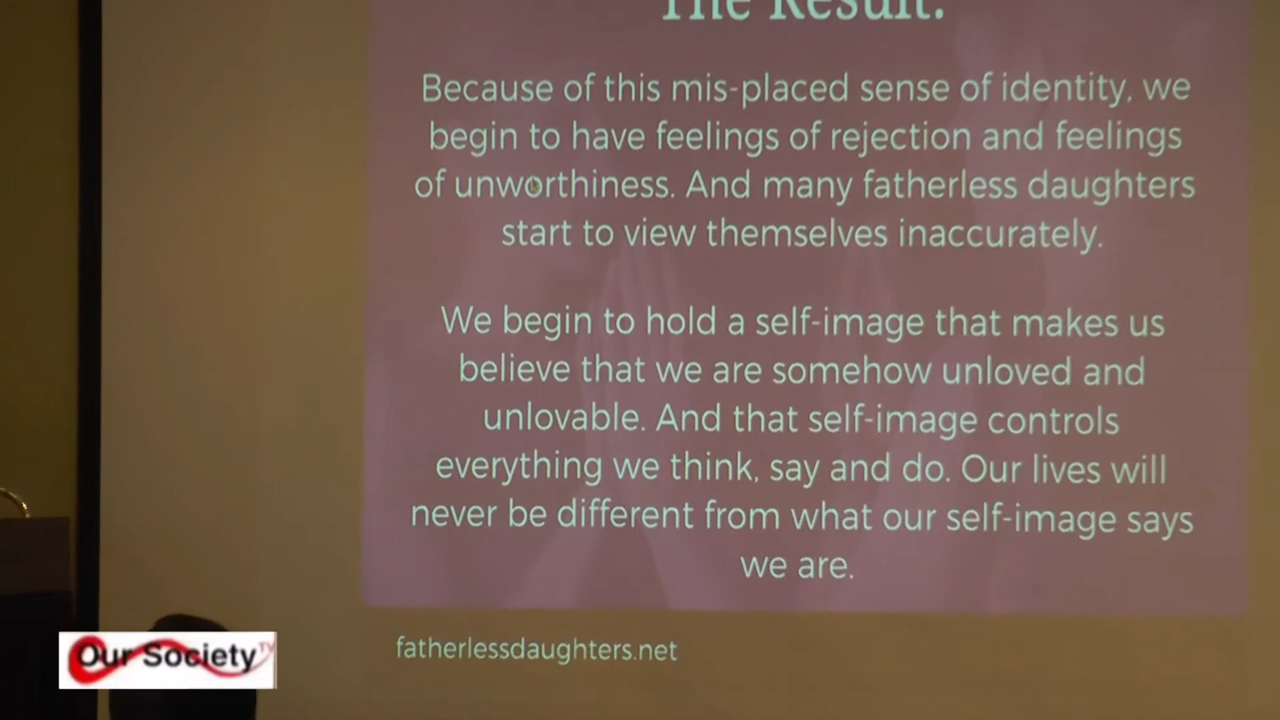 The Result:
Because of this mis-placed sense of identity, we
begin to have feelings of rejection and feelings
of unworthiness. And many fatherless daughters
start to view themselves inaccurately.
We begin to hold a self-image that makes us
believe that we are somehow unloved and
unlovable. And that self-image controls
everything we think, say and do. Our lives will
never be different from what our self-image says
we are.
fatherlessdaughters.net
Our Society TV